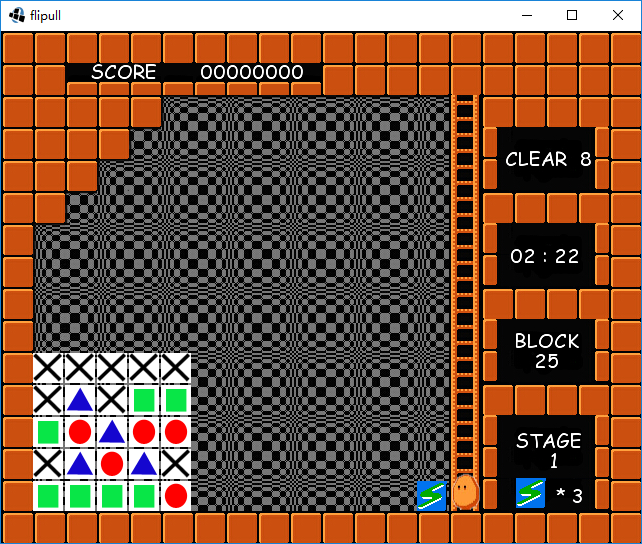 flipull
SCORE 00000000
CLEAR 8
02 : 22
BLOCK
25
STAGE
1
* 3